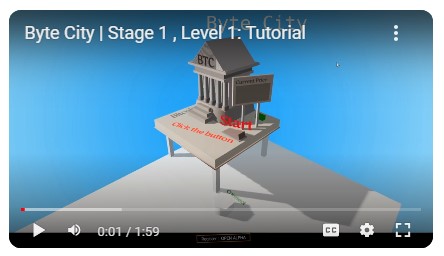 Byte City
Byte City | Stage 1 , Level 1: Tutorial
BTC
Current Price
Start
Click the button
0:01 / 1:59
CC